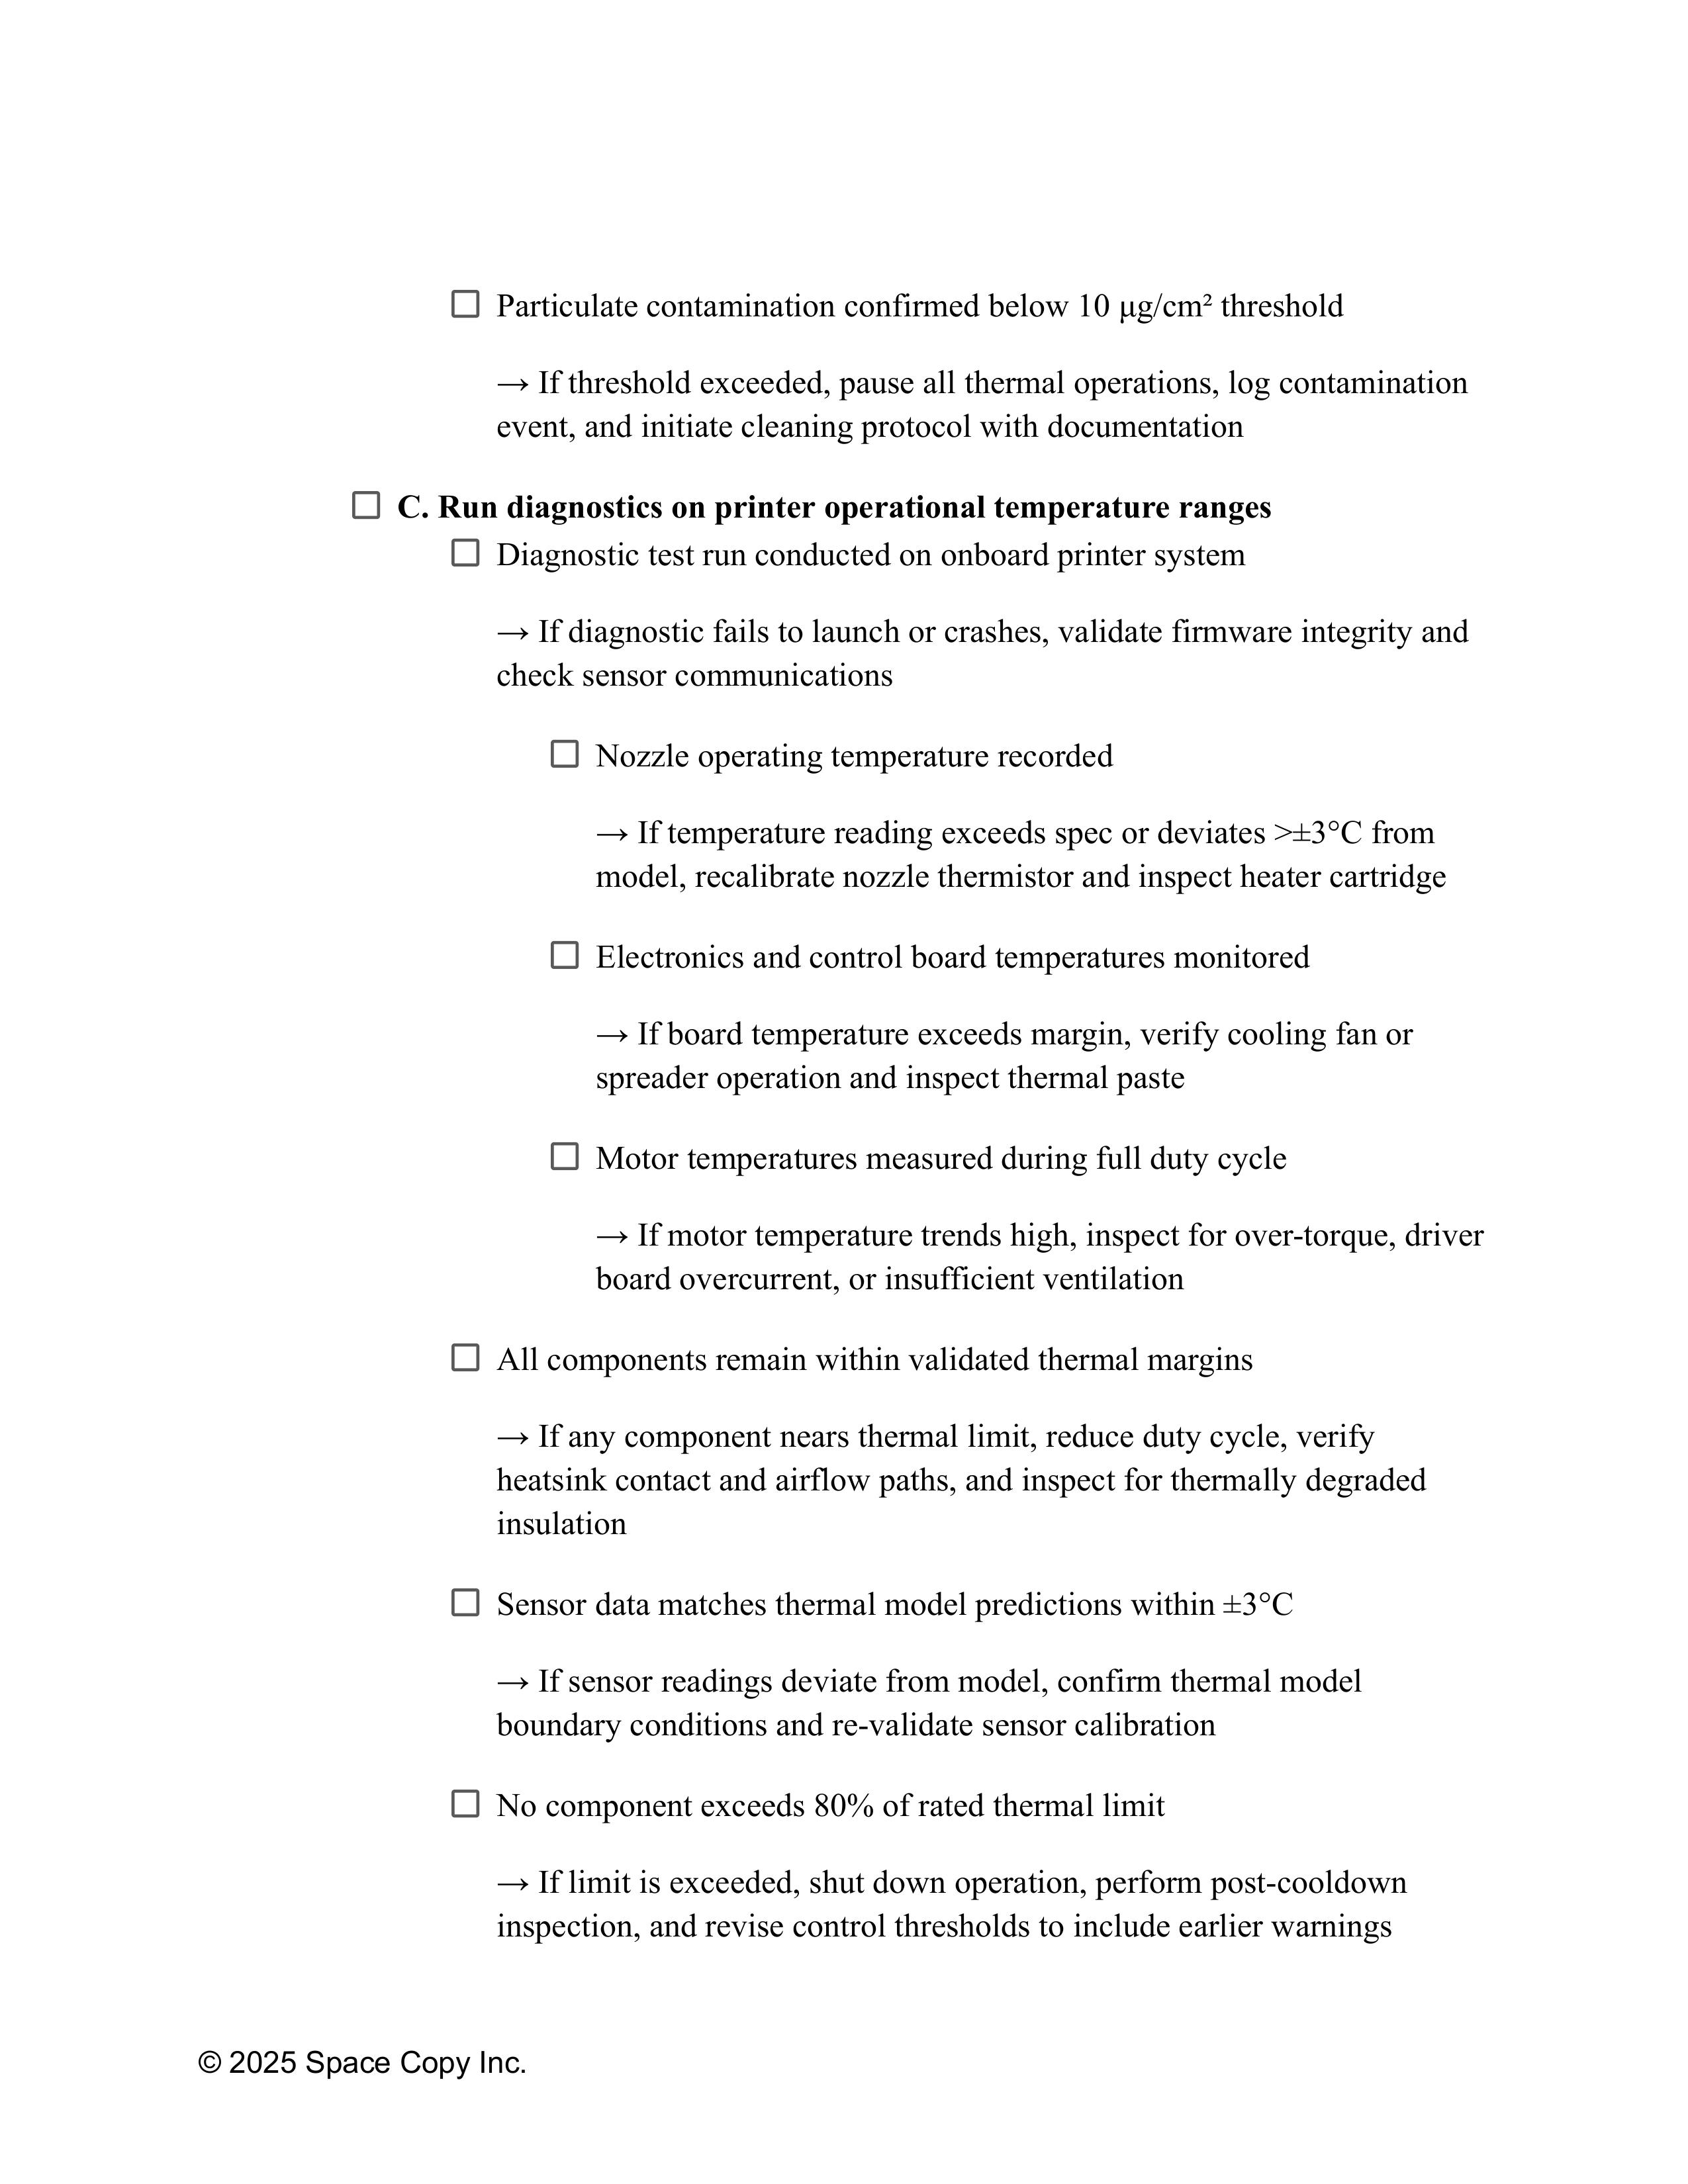 Particulate contamination confirmed below 10 µg/cm² threshold
→ If threshold exceeded, pause all thermal operations, log contamination
event, and initiate cleaning protocol with documentation
C. Run diagnostics on printer operational temperature ranges
Diagnostic test run conducted on onboard printer system
→ If diagnostic fails to launch or crashes, validate firmware integrity and
check sensor communications
Nozzle operating temperature recorded
→ If temperature reading exceeds spec or deviates >±3°C from
model, recalibrate nozzle thermistor and inspect heater cartridge
Electronics and control board temperatures monitored
→ If board temperature exceeds margin, verify cooling fan or
spreader operation and inspect thermal paste
Motor temperatures measured during full duty cycle
→ If motor temperature trends high, inspect for over-torque, driver
board overcurrent, or insufficient ventilation
All components remain within validated thermal margins
→ If any component nears thermal limit, reduce duty cycle, verify
heatsink contact and airflow paths, and inspect for thermally degraded
insulation
Sensor data matches thermal model predictions within ±3°C
→ If sensor readings deviate from model, confirm thermal model
boundary conditions and re-validate sensor calibration
No component exceeds 80% of rated thermal limit
→ If limit is exceeded, shut down operation, perform post-cooldown
inspection, and revise control thresholds to include earlier warnings
© 2025 Space Copy Inc.